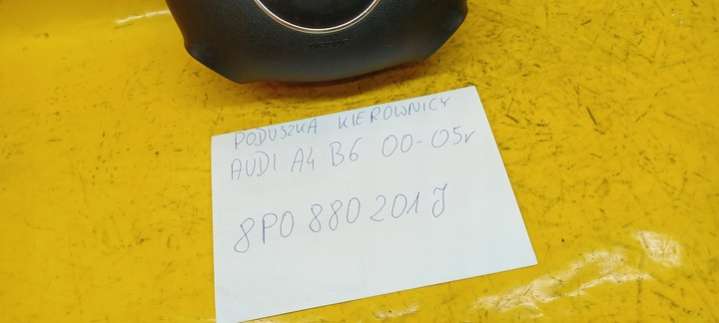 PODUSZKA KIEROWNICY
AUDI A4 B6 00-05r
8P0 880 201 J